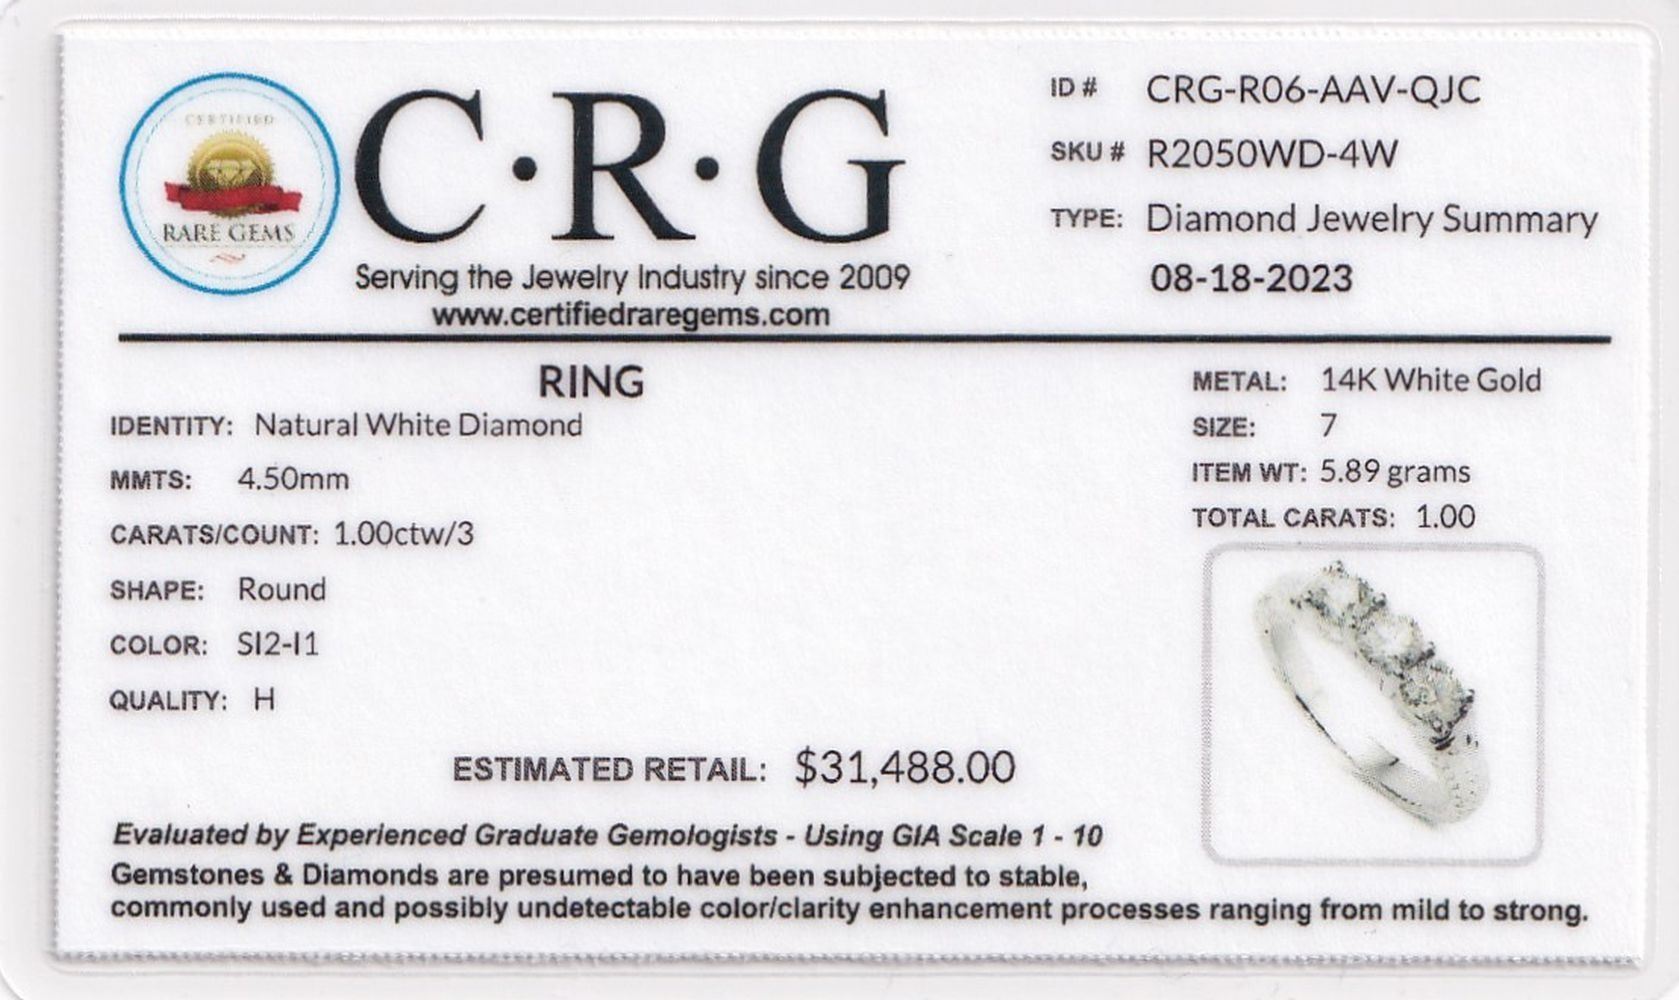 CERTIFIED
RARE GEMS
C·R·G
Serving the Jewelry Industry since 2009
www.certifiedraregems.com
ID # CRG-R06-AAV-QJC
SKU # R2050WD-4W
TYPE: Diamond Jewelry Summary
08-18-2023
RING
IDENTITY: Natural White Diamond
MMTS: 4.50mm
CARATS/COUNT: 1.00ctw/3
SHAPE: Round
COLOR: SI2-I1
QUALITY: H
METAL: 14K White Gold
SIZE: 7
ITEM WT: 5.89 grams
TOTAL CARATS: 1.00
ESTIMATED RETAIL: $31,488.00
Evaluated by Experienced Graduate Gemologists - Using GIA Scale 1 - 10
Gemstones & Diamonds are presumed to have been subjected to stable,
commonly used and possibly undetectable color/clarity enhancement processes ranging from mild to strong.